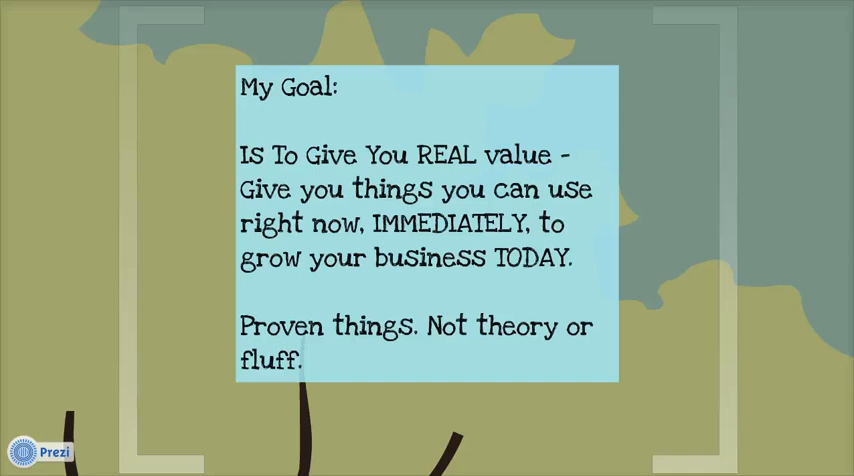 My Goal:
Is To Give You REAL value -
Give you things you can use
right now, IMMEDIATELY, to
grow your business TODAY.
Proven things. Not theory or
fluff.
Prezi